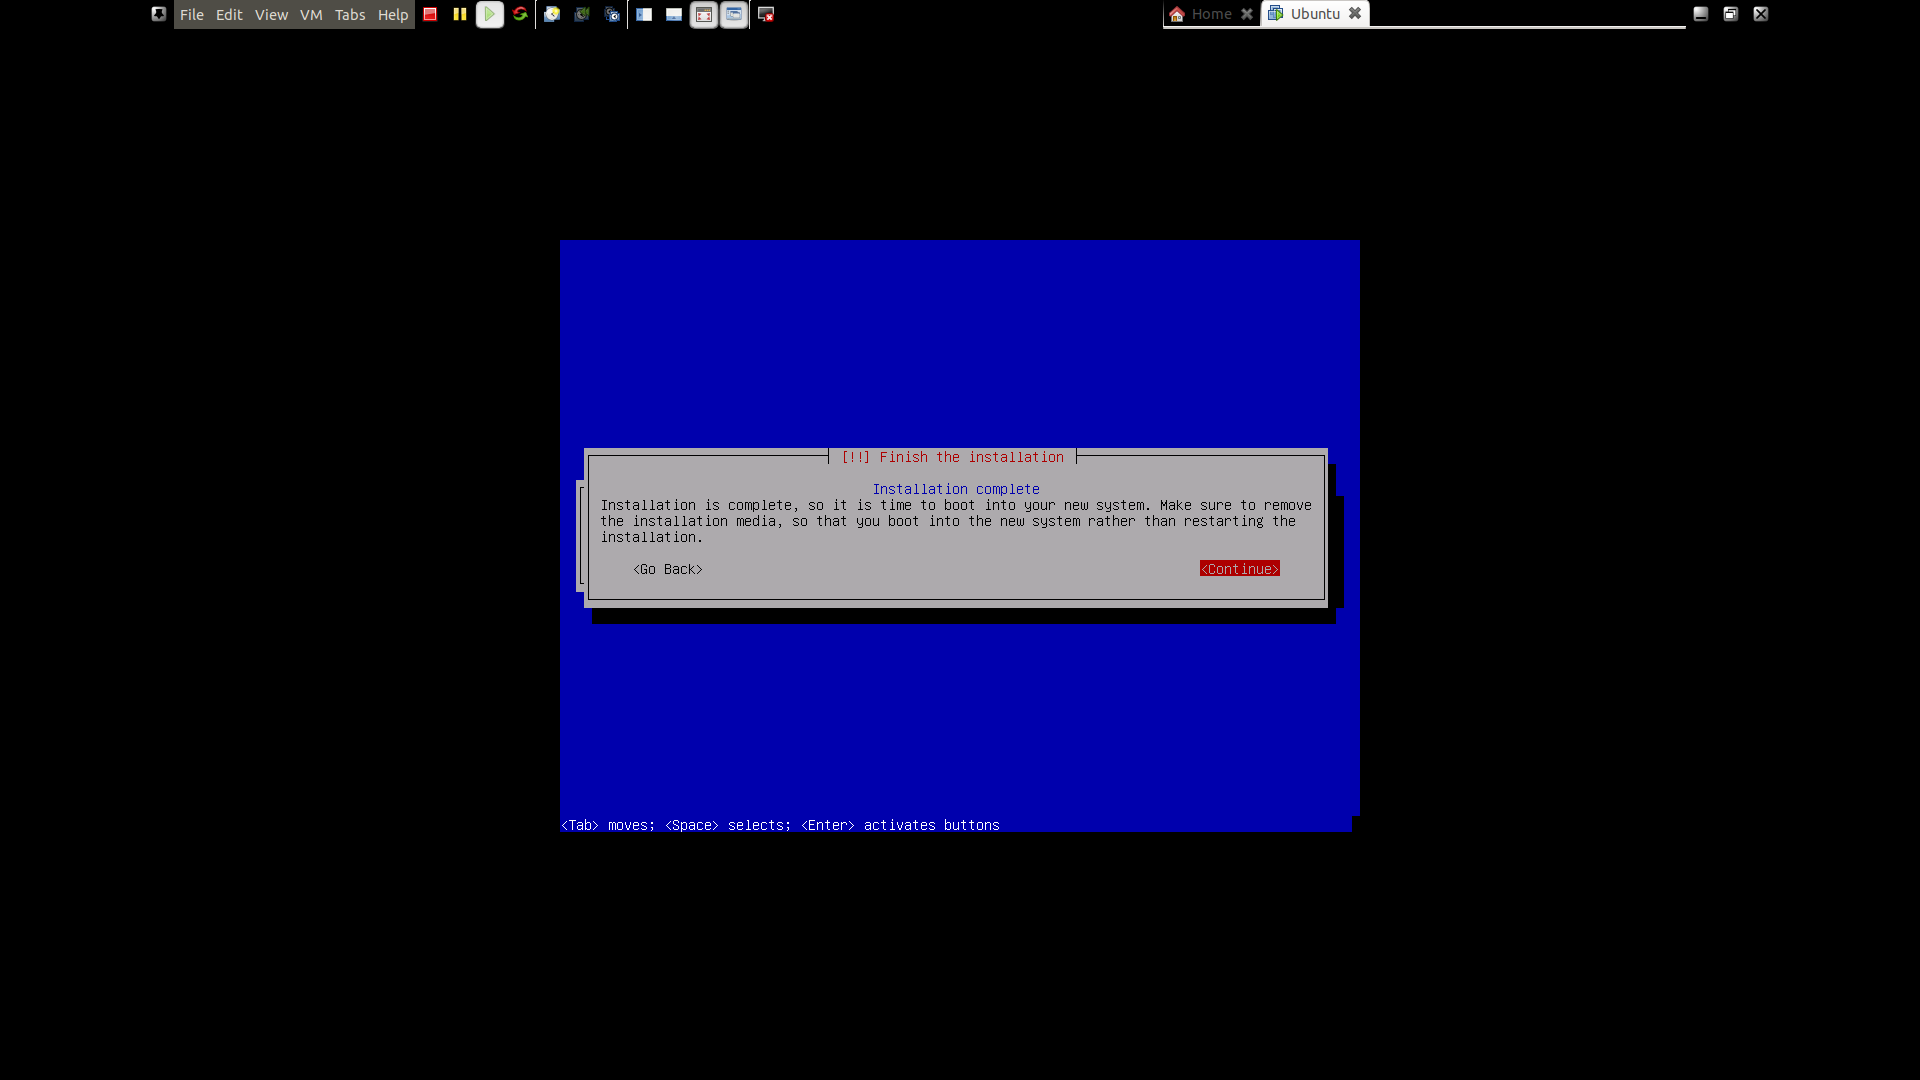 File Edit View VM Tabs Help
Home Ubuntu
[!!] Finish the installation
Installation complete
Installation is complete, so it is time to boot into your new system. Make sure to remove
the installation media, so that you boot into the new system rather than restarting the
installation.
<Go Back> <Continue>
<Tab> moves; <Space> selects; <Enter> activates buttons